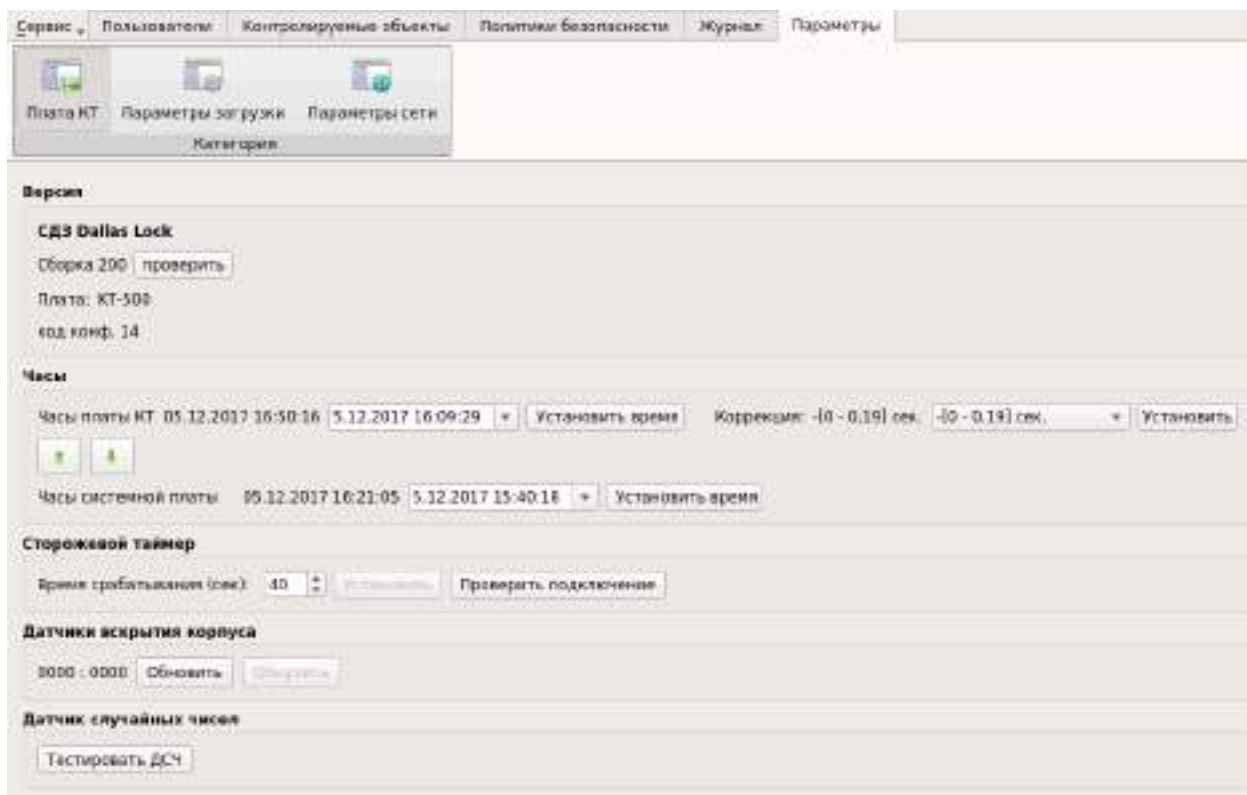 Сервис Пользователи Контролируемые объекты Политики безопасности Журнал Параметры
Плата КТ Параметры загрузки Параметры сети
Категория
Версия
СДЗ Dallas Lock
Сборка 200 проверить
Плата: КТ-500
код конф. 14
Часы
Часы платы КТ 05.12.2017 16:50:16 5.12.2017 16:09:29 Установить время Коррекция: -[0 - 0,19] сек. -[0 - 0,19] сек. Установить
Часы системной платы 05.12.2017 16:21:05 5.12.2017 15:40:18 Установить время
Сторожевой таймер
Время срабатывания (сек): 40 Установить Проверить подключение
Датчики вскрытия корпуса
0000 : 0000 Обновить
Датчик случайных чисел
Тестировать ДСЧ